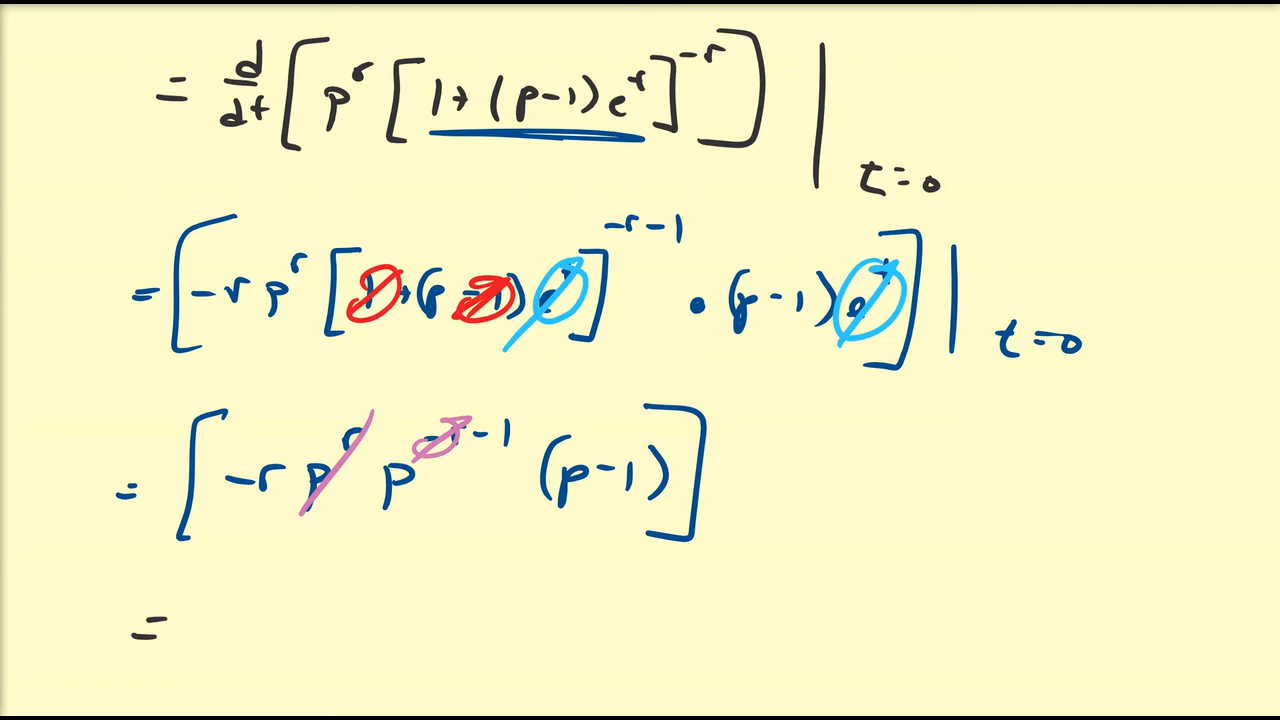 = d/dt [ p^r [ 1 + (p-1) e^t ]^{-r} ] | t=0
= [ -r p^r [ 1 + (p-1) e^t ]^{-r-1} • (p-1) e^t ] | t=0
= [ -r p^r p^{-r-1} (p-1) ]
=